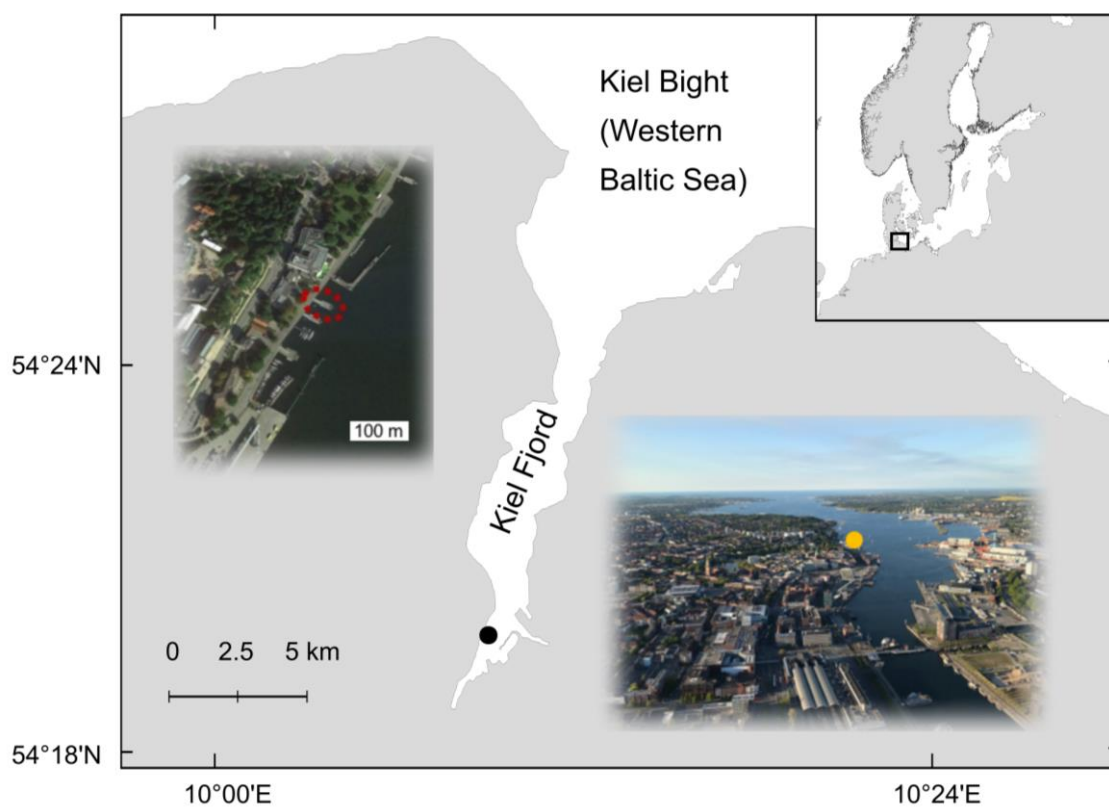 Kiel Bight
(Western
Baltic Sea)
54°24'N
100 m
Kiel Fjord
0 2.5 5 km
54°18'N
10°00'E 10°24'E